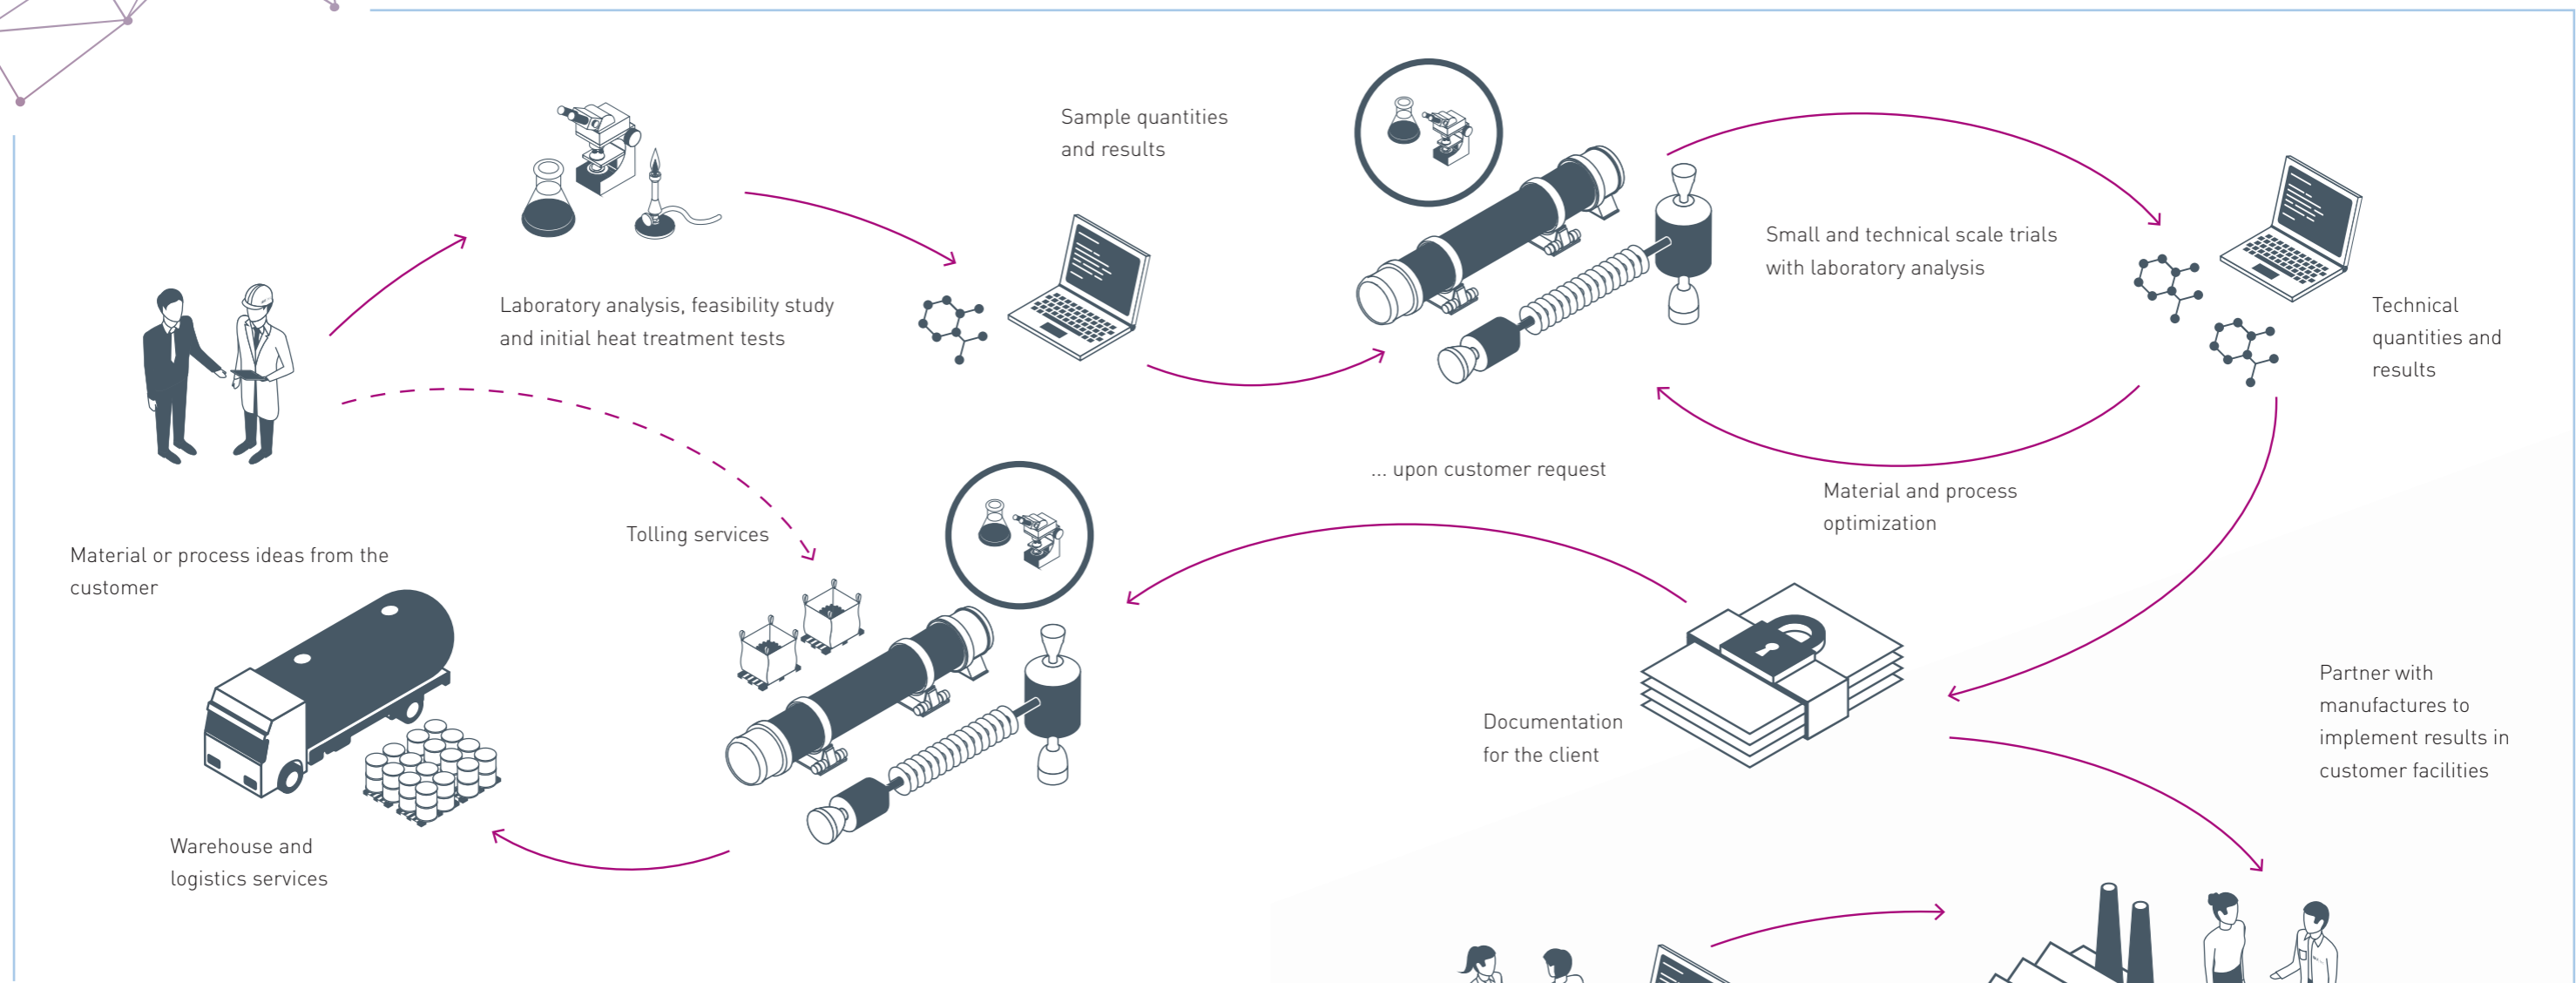 Sample quantities
and results
Laboratory analysis, feasibility study
and initial heat treatment tests
Small and technical scale trials
with laboratory analysis
Technical
quantities and
results
Material and process
optimization
... upon customer request
Tolling services
Material or process ideas from the
customer
Documentation
for the client
Partner with
manufactures to
implement results in
customer facilities
Warehouse and
logistics services